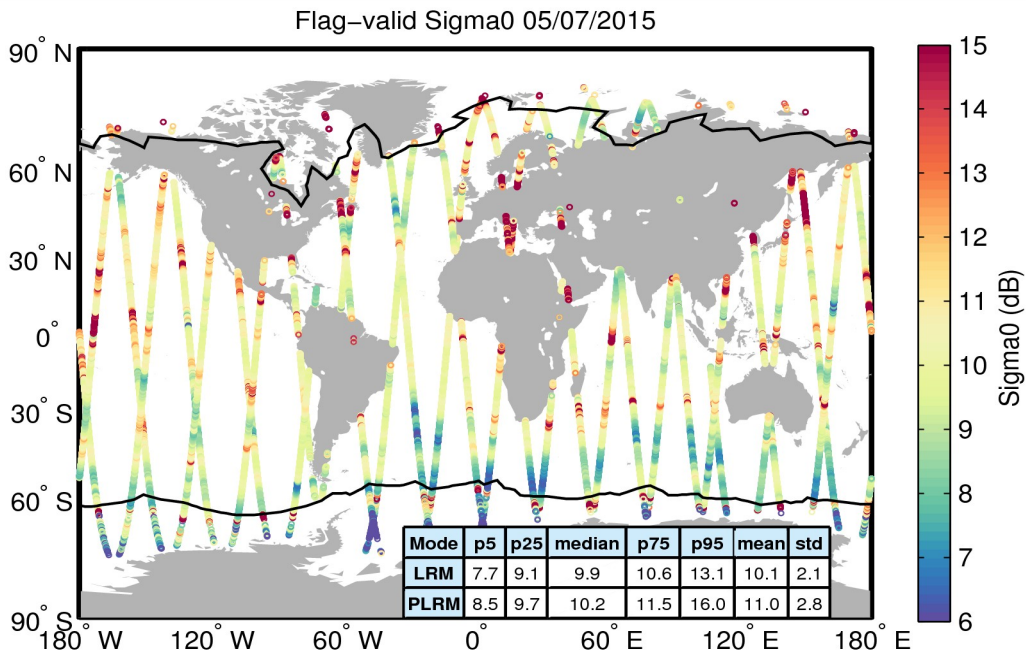 Flag−valid Sigma0 05/07/2015
90° N
60° N
30° N
0°
30° S
60° S
90° S
180° W
120° W
60° W
0°
60° E
120° E
180° E
Mode p5 p25 median p75 p95 mean std
LRM 7.7 9.1 9.9 10.6 13.1 10.1 2.1
PLRM 8.5 9.7 10.2 11.5 16.0 11.0 2.8
15
14
13
12
11
10
9
8
7
6
Sigma0 (dB)